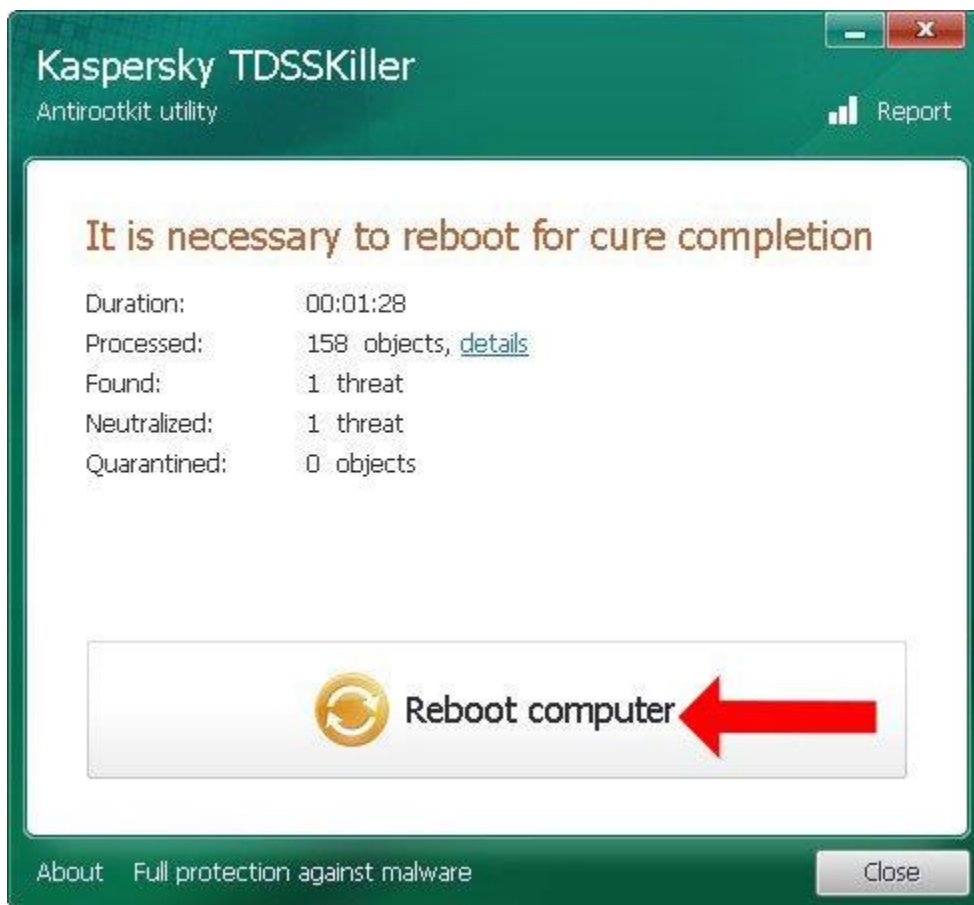 Kaspersky TDSSKiller
Antirootkit utility
Report
It is necessary to reboot for cure completion
Duration: 00:01:28
Processed: 158 objects, details
Found: 1 threat
Neutralized: 1 threat
Quarantined: 0 objects
Reboot computer
About Full protection against malware Close